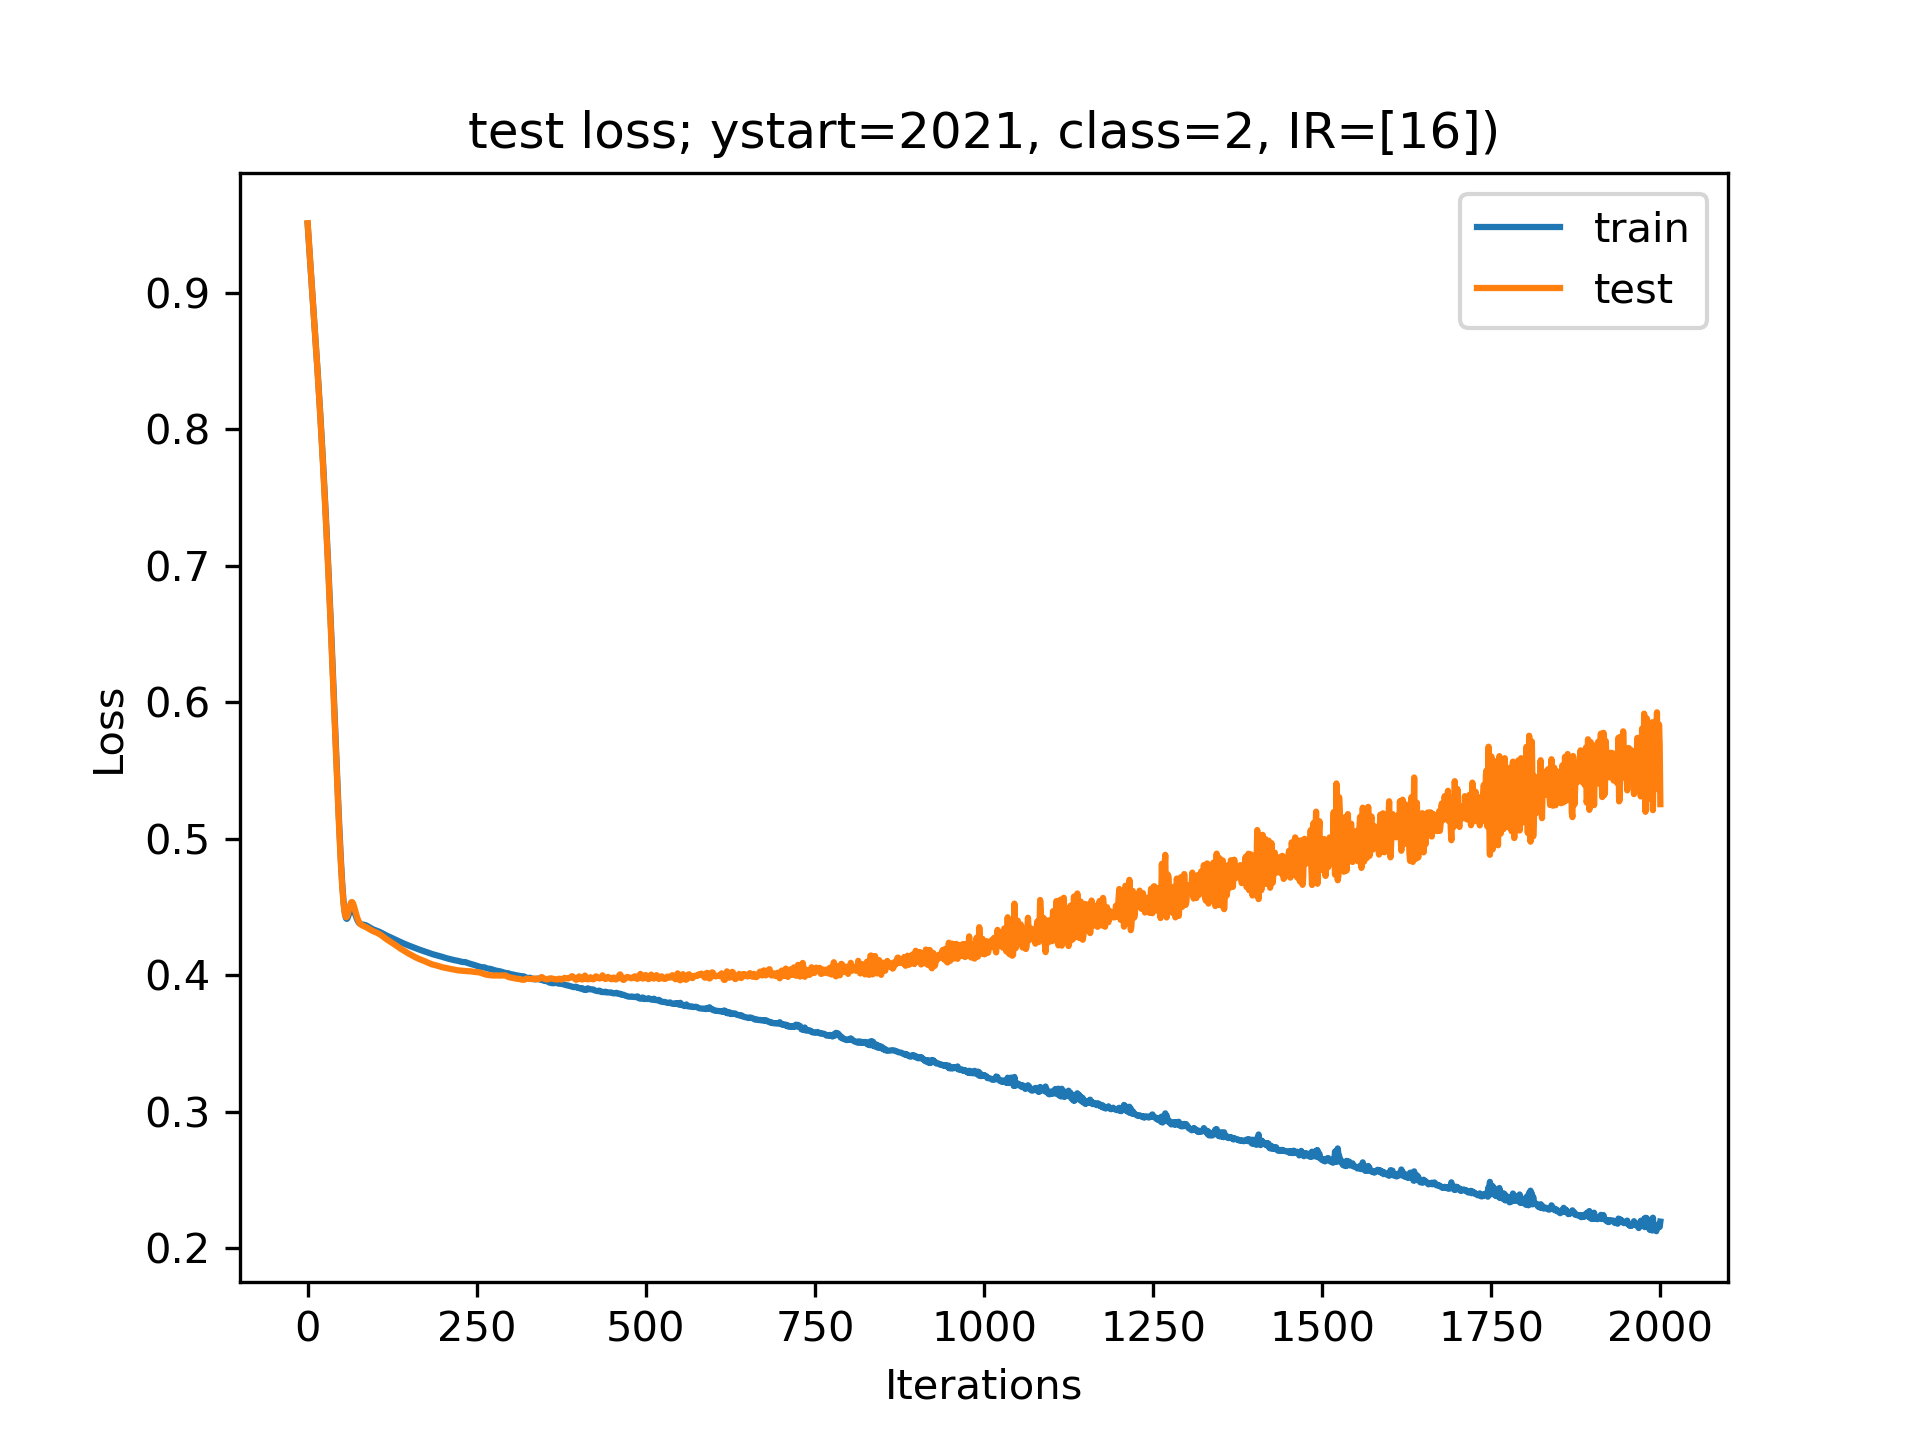 test loss; ystart=2021, class=2, IR=[16])
train
test
Loss
0.9
0.8
0.7
0.6
0.5
0.4
0.3
0.2
0 250 500 750 1000 1250 1500 1750 2000
Iterations